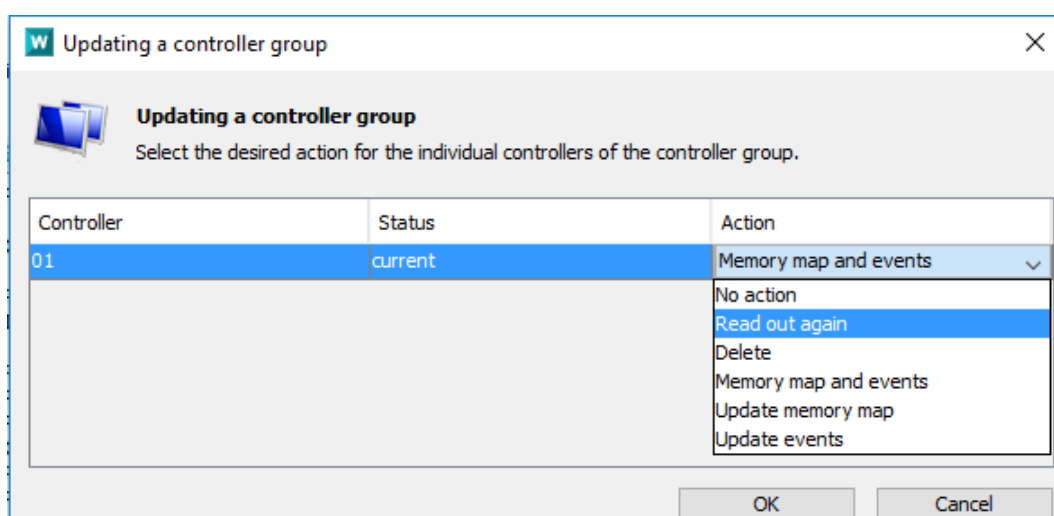 W Updating a controller group
Updating a controller group
Select the desired action for the individual controllers of the controller group.
Controller Status Action
01 current Memory map and events
No action
Read out again
Delete
Memory map and events
Update memory map
Update events
OK Cancel